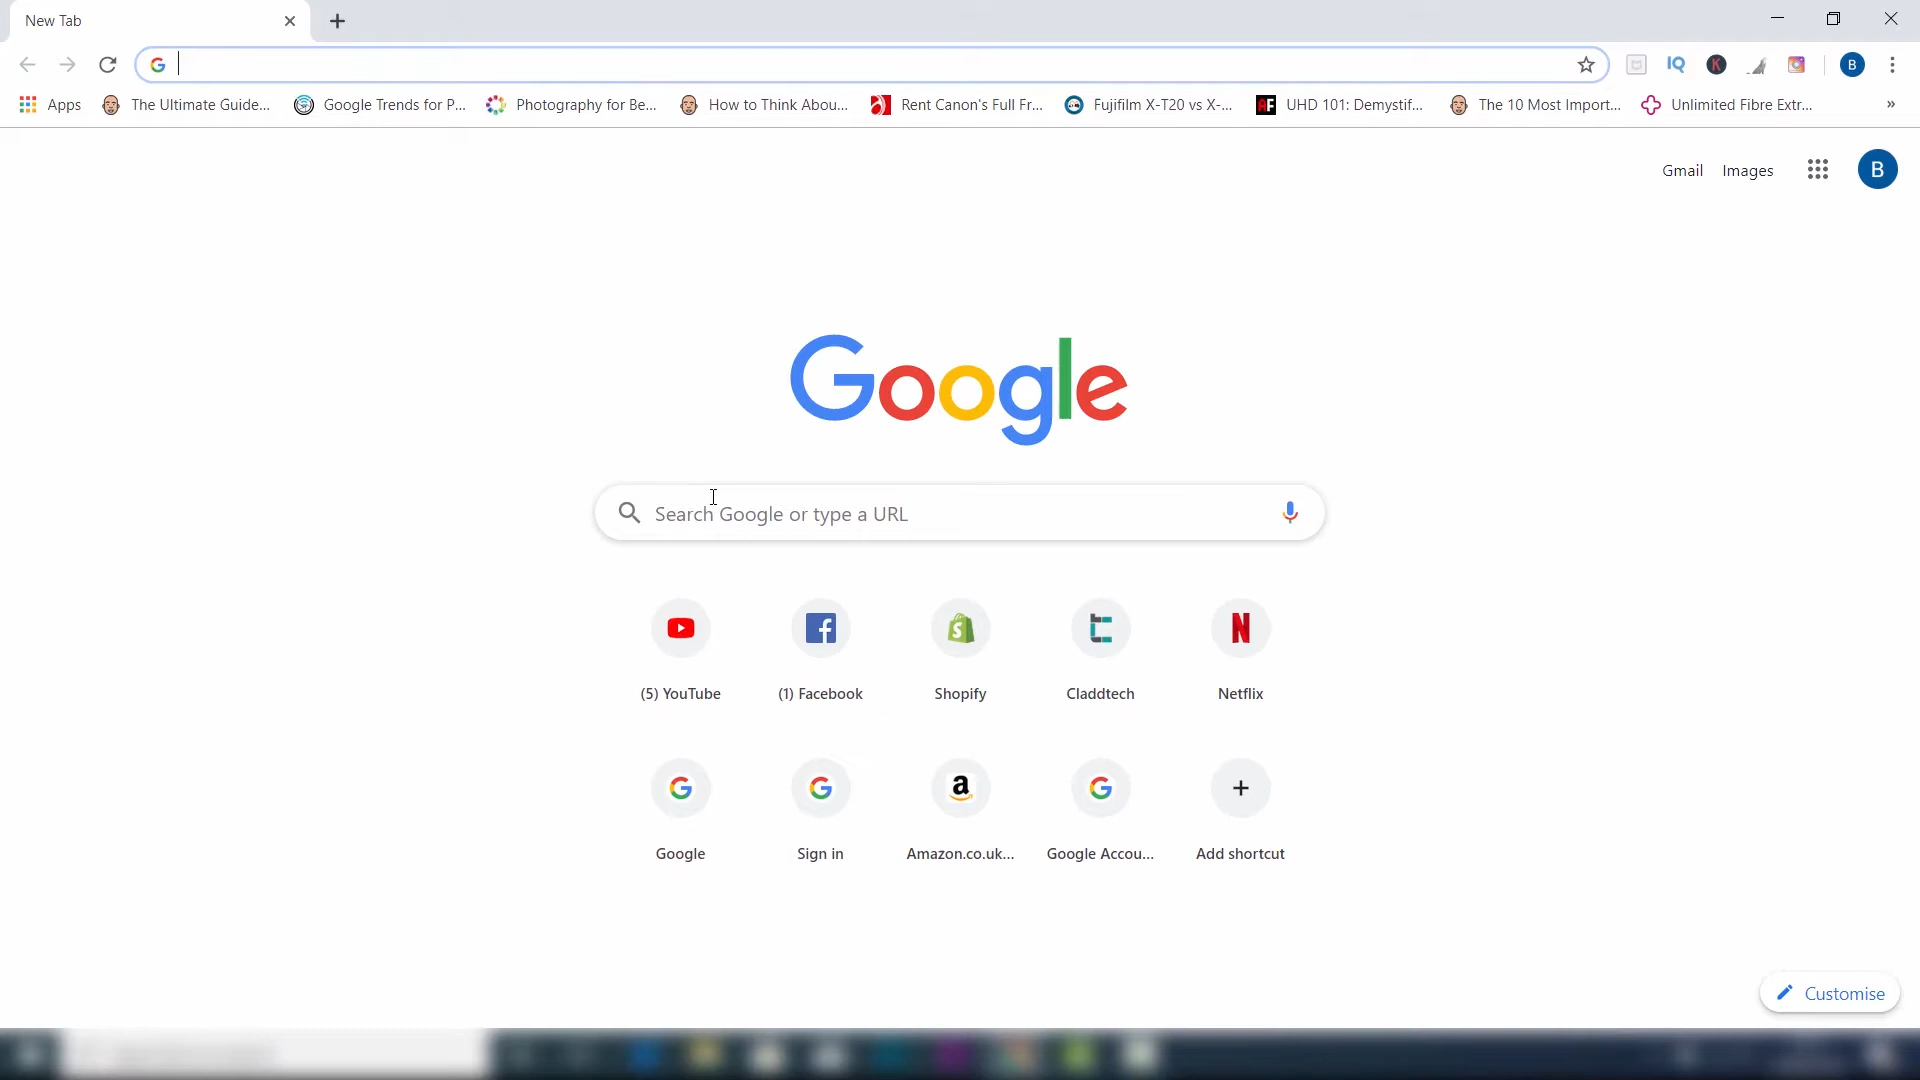 New Tab
Apps The Ultimate Guide... Google Trends for P... Photography for Be... How to Think Abou... Rent Canon's Full Fr... Fujifilm X-T20 vs X-... AF UHD 101: Demystif... The 10 Most Import... Unlimited Fibre Extr... »
IQ K B
Gmail Images B
Google
Search Google or type a URL
(5) YouTube (1) Facebook Shopify Claddtech Netflix
Google Sign in Amazon.co.uk... Google Accou... Add shortcut
Customise